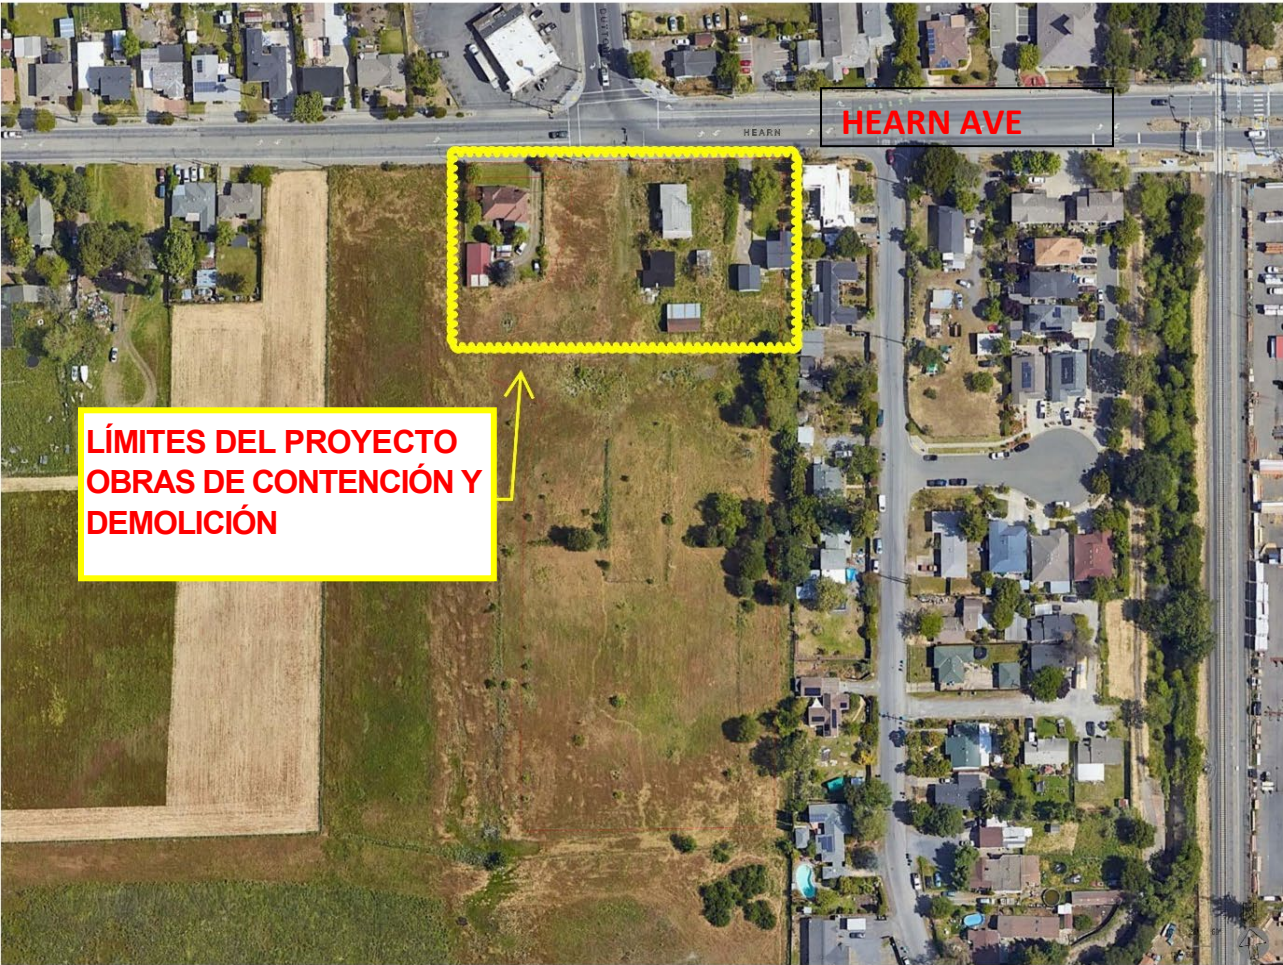 HEARN AVE
HEARN
LÍMITES DEL PROYECTO
OBRAS DE CONTENCIÓN Y
DEMOLICIÓN